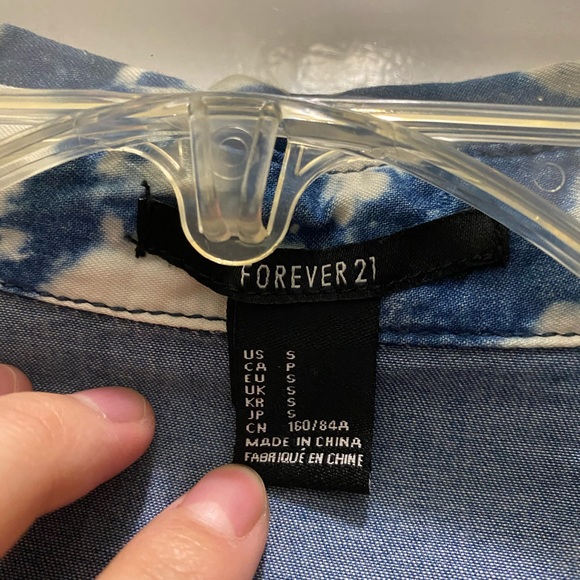 FOREVER 21
US S
CA P
EU S
UK S
KR S
JP S
CN 160/84A
MADE IN CHINA
FABRIQUÉ EN CHINE